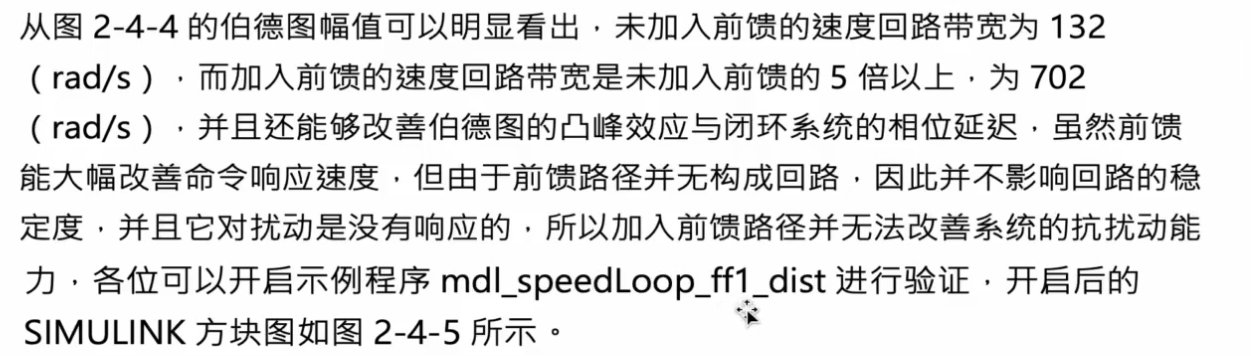 从图 2-4-4 的伯德图幅值可以明显看出，未加入前馈的速度回路带宽为 132
（rad/s），而加入前馈的速度回路带宽是未加入前馈的 5 倍以上，为 702
（rad/s），并且还能够改善伯德图的凸峰效应与闭环系统的相位延迟，虽然前馈
能大幅改善命令响应速度，但由于前馈路径并无构成回路，因此并不影响回路的稳
定度，并且它对扰动是没有响应的，所以加入前馈路径并无法改善系统的抗扰动能
力，各位可以开启示例程序 mdl_speedLoop_ff1_dist 进行验证，开启后的
SIMULINK 方块图如图 2-4-5 所示。